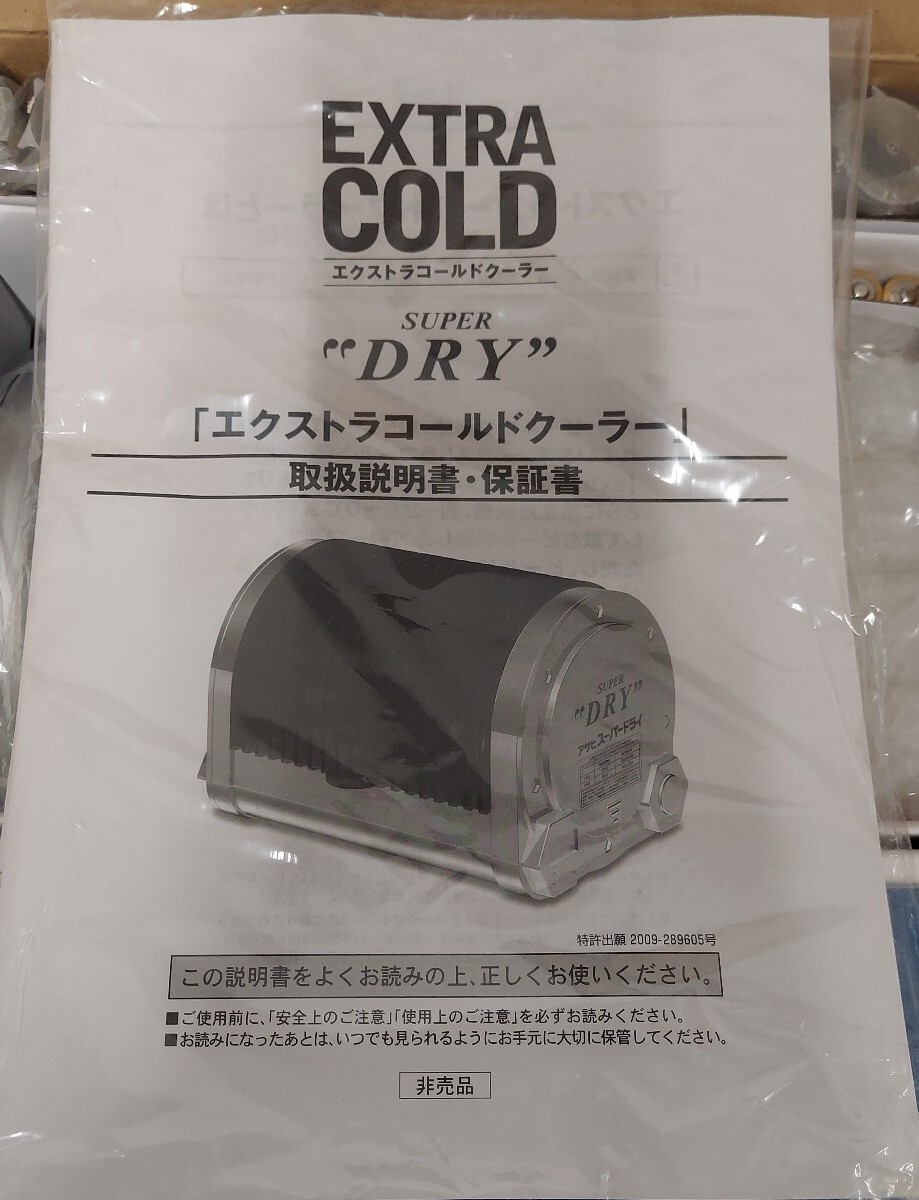 EXTRA
COLD
エクストラコールドクーラー
SUPER
“DRY”
「エクストラコールドクーラー」
取扱説明書・保証書
SUPER
“DRY”
アサヒスーパードライ
特許出願 2009-289605号
この説明書をよくお読みの上、正しくお使いください。
■ご使用前に、「安全上のご注意」「使用上のご注意」を必ずお読みください。
■お読みになったあとは、いつでも見られるようにお手元に大切に保管してください。
非売品